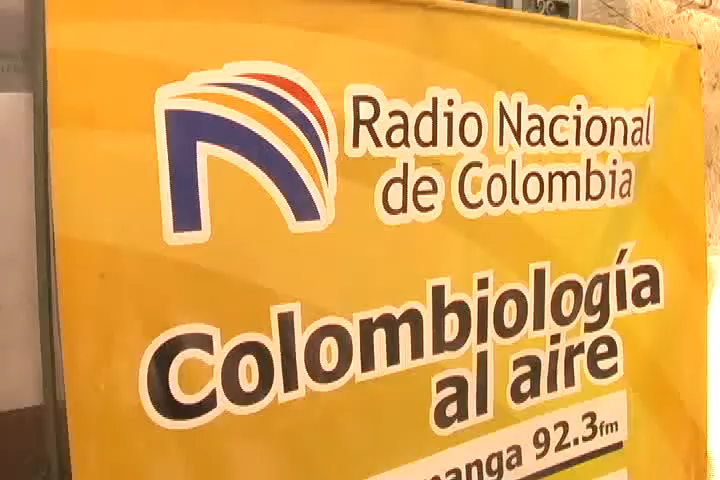 Radio Nacional
de Colombia
Colombiología
al aire
92.3fm